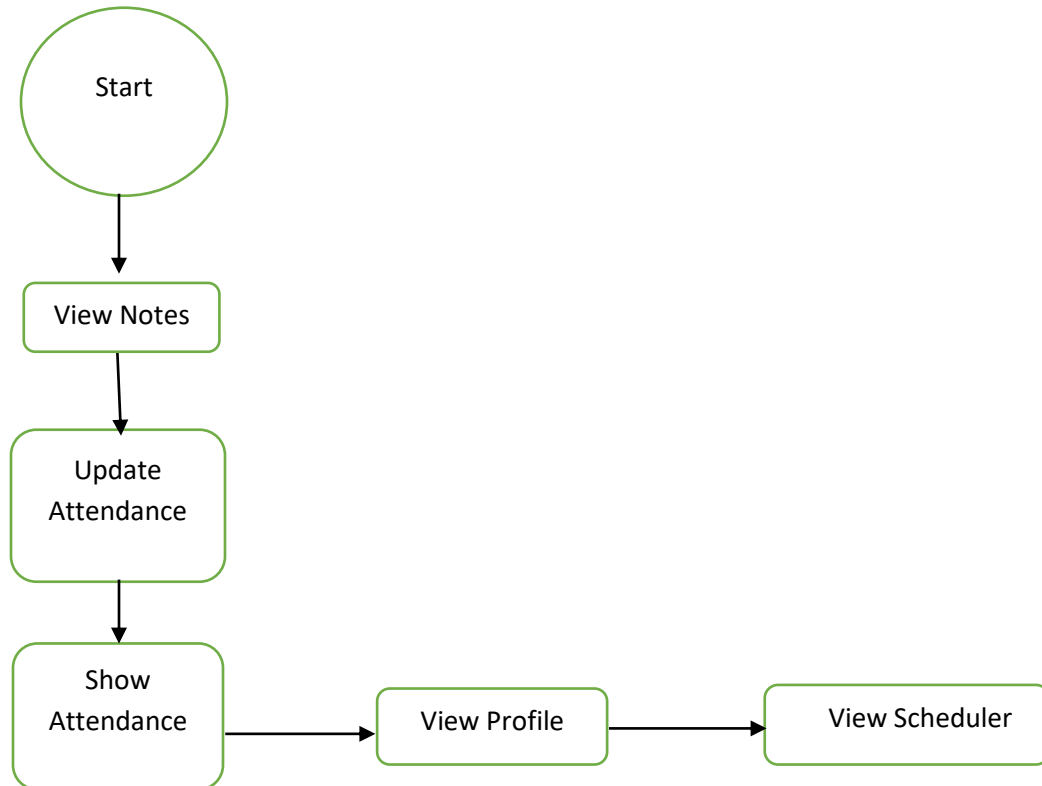 Start
View Notes
Update
Attendance
Show
Attendance
View Profile
View Scheduler